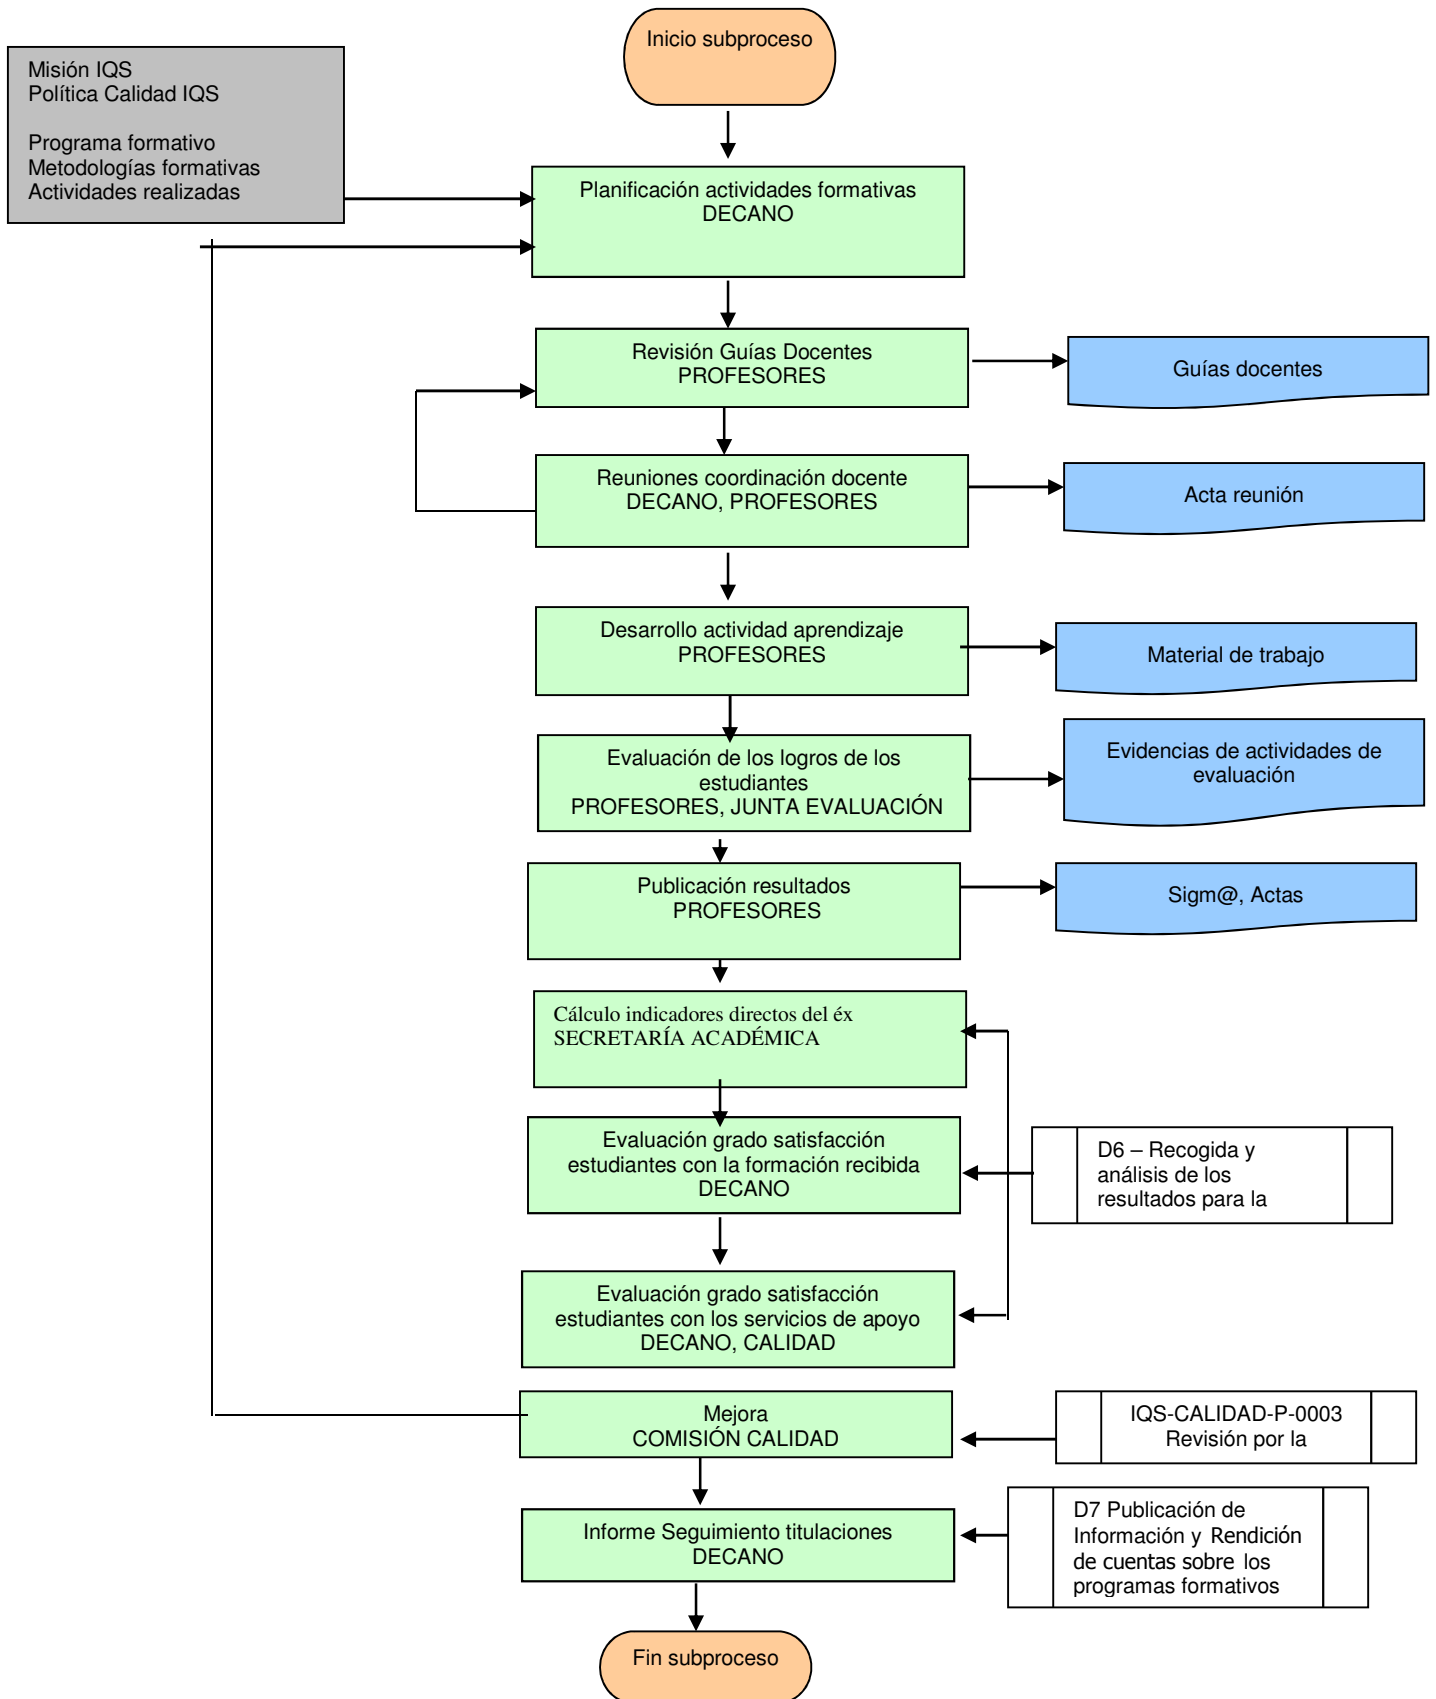 Inicio subproceso
Misión IQS
Política Calidad IQS
Programa formativo
Metodologías formativas
Actividades realizadas
Planificación actividades formativas
DECANO
Revisión Guías Docentes
PROFESORES
Guías docentes
Reuniones coordinación docente
DECANO, PROFESORES
Acta reunión
Desarrollo actividad aprendizaje
PROFESORES
Material de trabajo
Evaluación de los logros de los
estudiantes
PROFESORES, JUNTA EVALUACIÓN
Evidencias de actividades de
evaluación
Publicación resultados
PROFESORES
Sigm@, Actas
Cálculo indicadores directos del éx
SECRETARÍA ACADÉMICA
Evaluación grado satisfacción
estudiantes con la formación recibida
DECANO
D6 – Recogida y
análisis de los
resultados para la
Evaluación grado satisfacción
estudiantes con los servicios de apoyo
DECANO, CALIDAD
Mejora
COMISIÓN CALIDAD
IQS-CALIDAD-P-0003
Revisión por la
Informe Seguimiento titulaciones
DECANO
D7 Publicación de
Información y Rendición
de cuentas sobre los
programas formativos
Fin subproceso